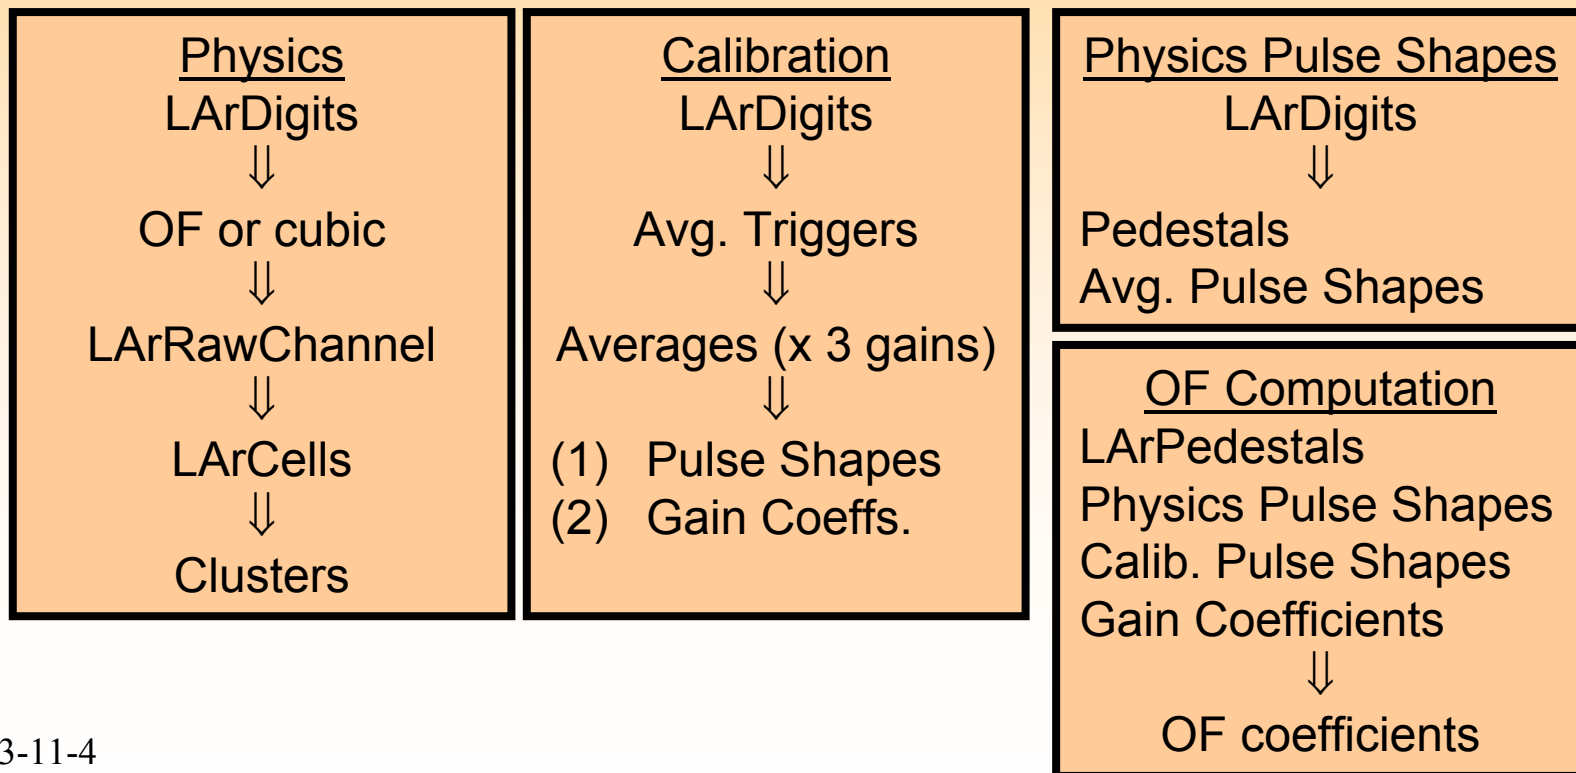 Physics
LArDigits
⇓
OF or cubic
⇓
LArRawChannel
⇓
LArCells
⇓
Clusters
Calibration
LArDigits
⇓
Avg. Triggers
⇓
Averages (x 3 gains)
⇓
(1) Pulse Shapes
(2) Gain Coeffs.
Physics Pulse Shapes
LArDigits
⇓
Pedestals
Avg. Pulse Shapes
OF Computation
LArPedestals
Physics Pulse Shapes
Calib. Pulse Shapes
Gain Coefficients
⇓
OF coefficients
3-11-4